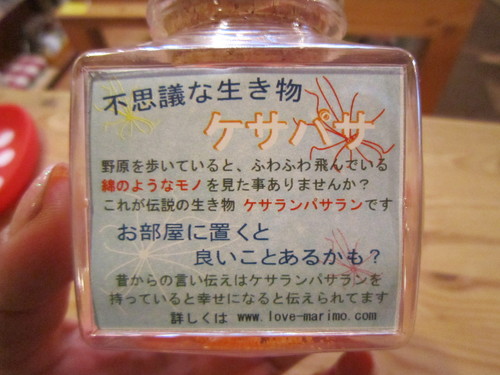 不思議な生き物
ケサパサ
野原を歩いていると、ふわふわ飛んでいる
綿のようなモノを見た事ありませんか？
これが伝説の生き物 ケサランパサランです
お部屋に置くと
良いことあるかも？
昔からの言い伝えはケサランパサランを
持っていると幸せになると伝えられてます
詳しくは www.love-marimo.com